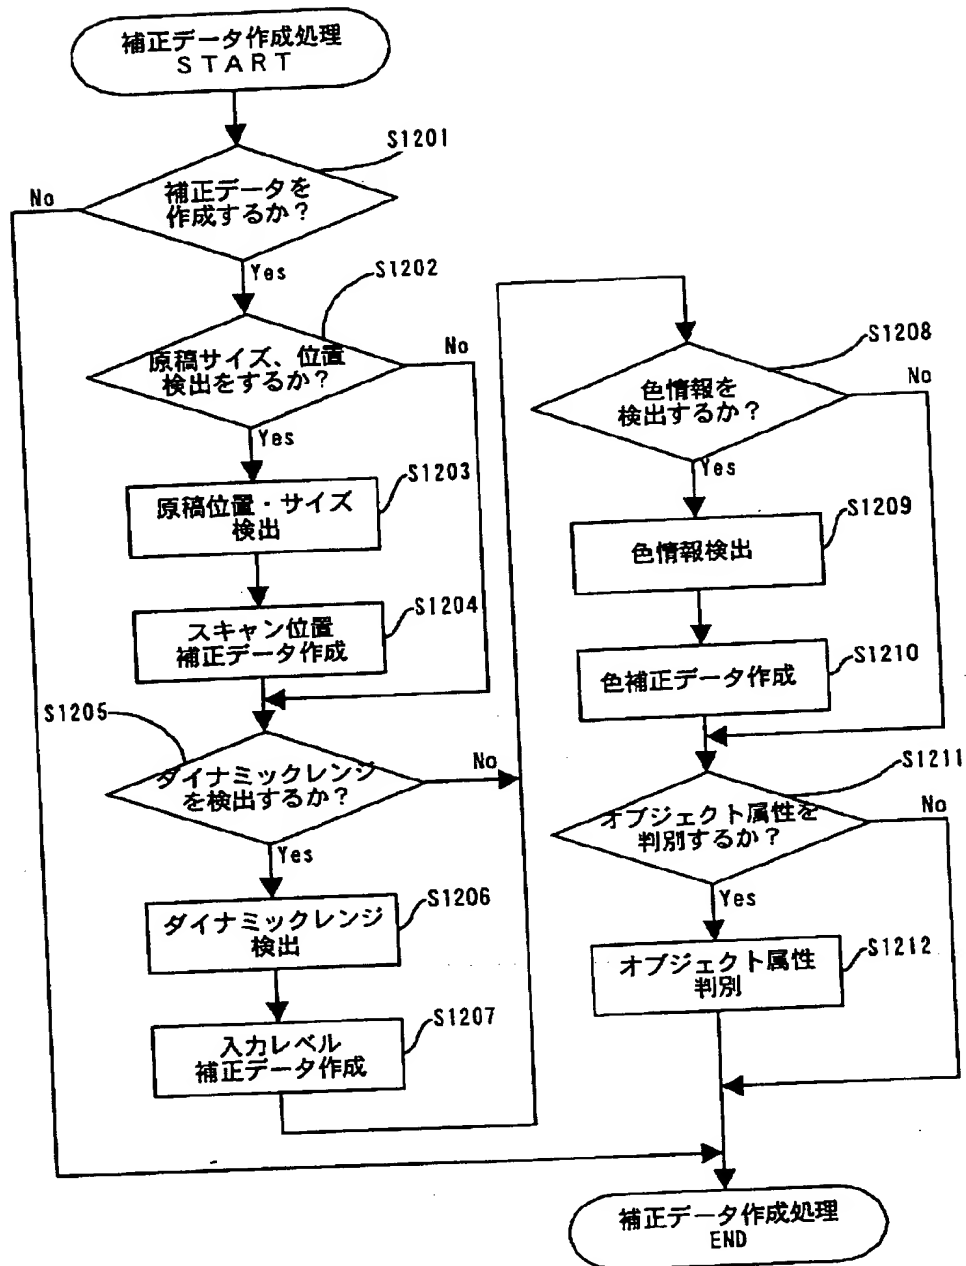 補正データ作成処理
START
S1201
補正データを
作成するか？
No
Yes
S1202
原稿サイズ、位置
検出をするか？
No
Yes
S1203
原稿位置・サイズ
検出
S1204
スキャン位置
補正データ作成
S1205
ダイナミックレンジ
を検出するか？
No
Yes
S1206
ダイナミックレンジ
検出
S1207
入力レベル
補正データ作成
S1208
色情報を
検出するか？
No
Yes
S1209
色情報検出
S1210
色補正データ作成
S1211
オブジェクト属性を
判別するか？
No
Yes
S1212
オブジェクト属性
判別
補正データ作成処理
END